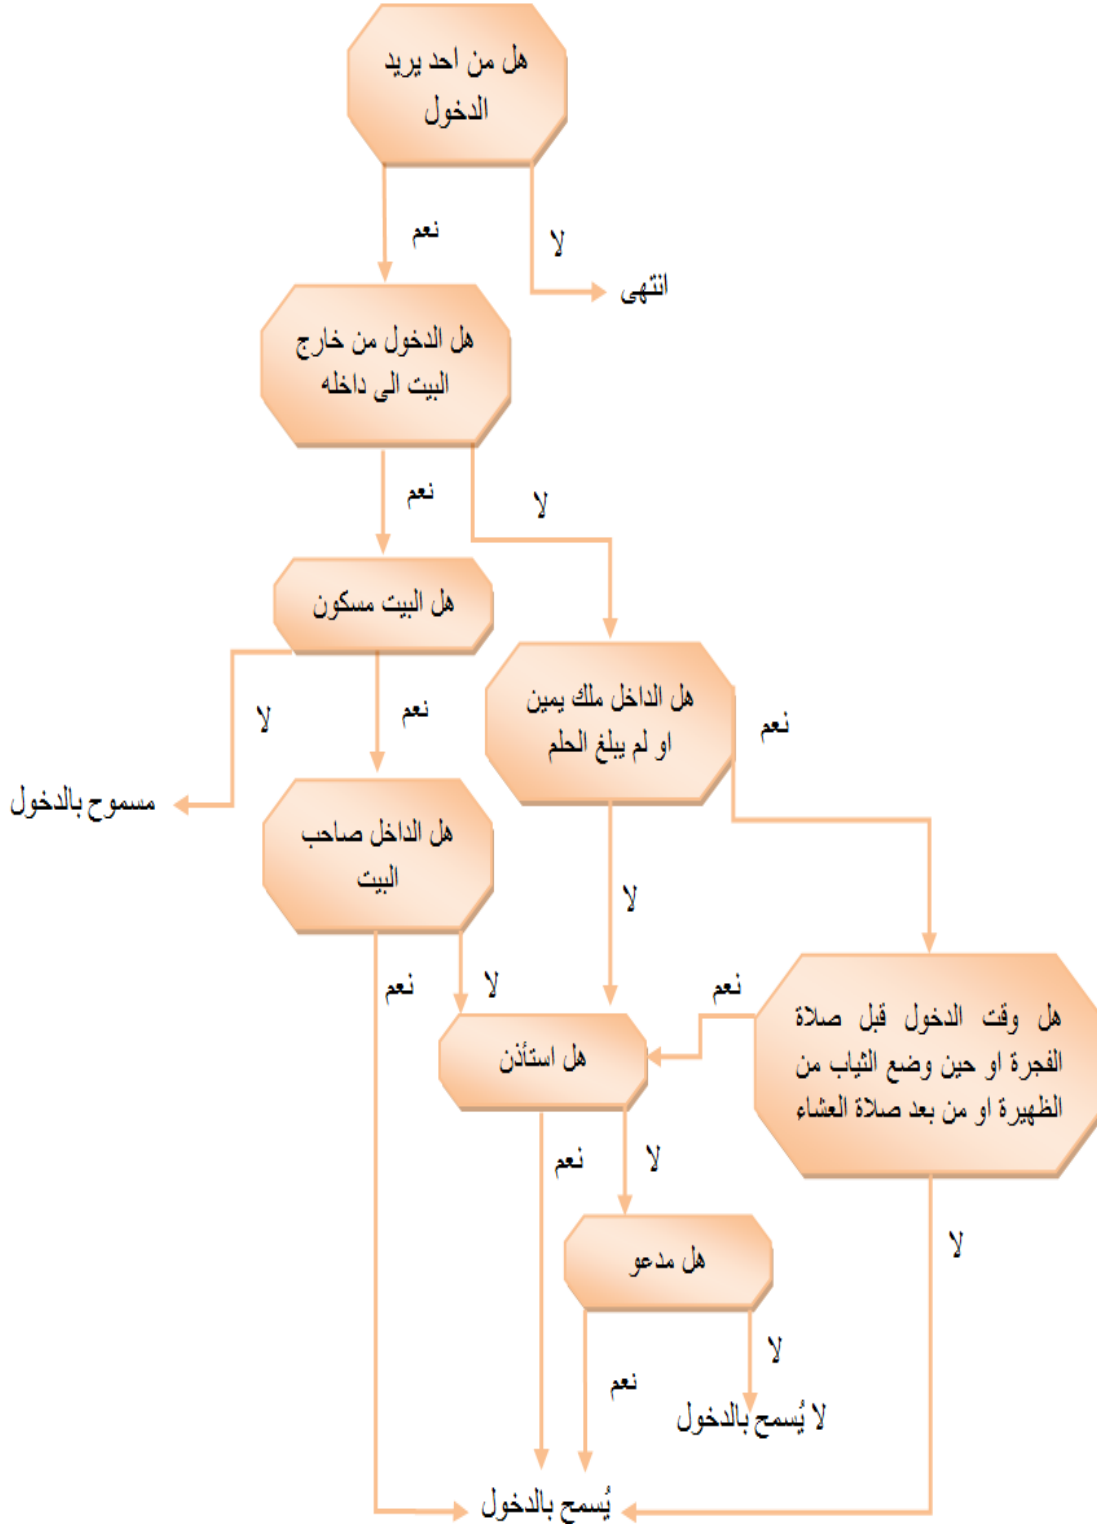 هل من احد يريد
الدخول
نعم
لا
انتهى
هل الدخول من خارج
البيت الى داخله
نعم
لا
هل البيت مسكون
لا
نعم
مسموح بالدخول
هل الداخل ملك يمين
او لم يبلغ الحلم
نعم
لا
هل الداخل صاحب
البيت
نعم
لا
هل وقت الدخول قبل صلاة
الفجرة او حين وضع الثياب من
الظهيرة او من بعد صلاة العشاء
نعم
لا
هل استأذن
نعم
لا
هل مدعو
نعم
لا
لا يُسمح بالدخول
يُسمح بالدخول